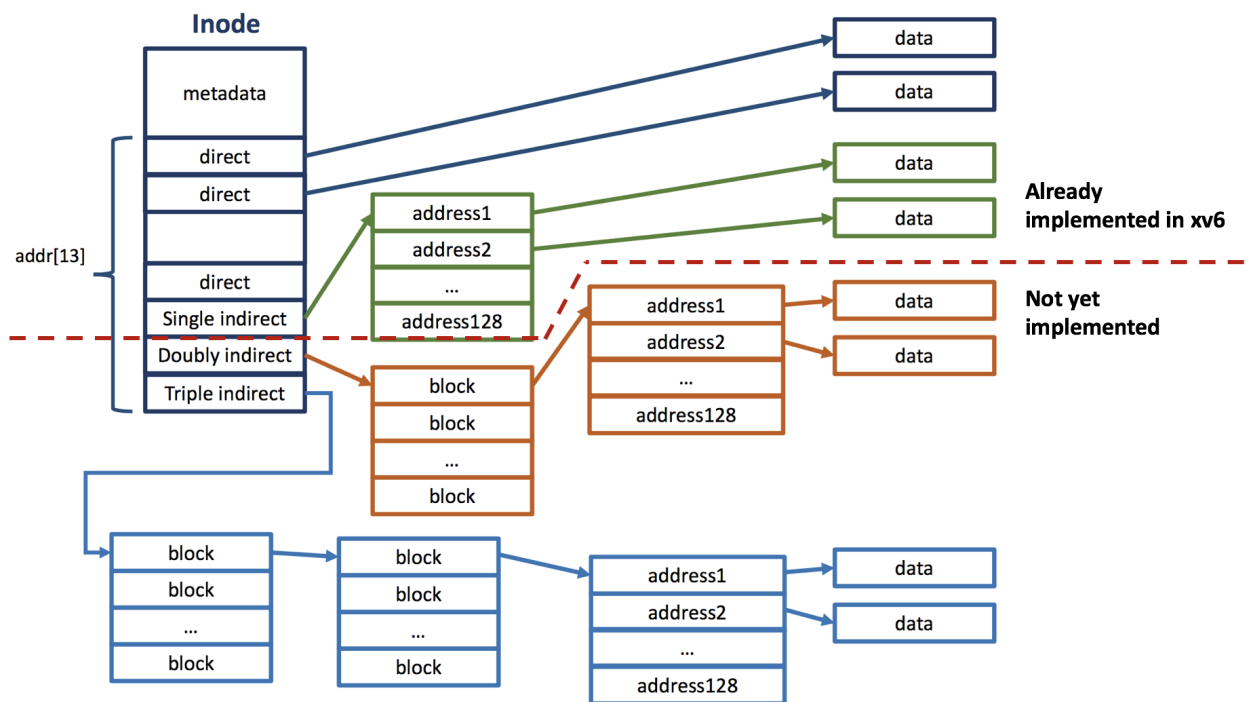 Inode
metadata
direct
direct
direct
Single indirect
Doubly indirect
Triple indirect
addr[13]
address1
address2
...
address128
data
data
data
data
Already
implemented in xv6
Not yet
implemented
block
block
...
block
address1
address2
...
address128
data
data
block
block
...
block
block
block
...
block
address1
address2
...
address128
data
data